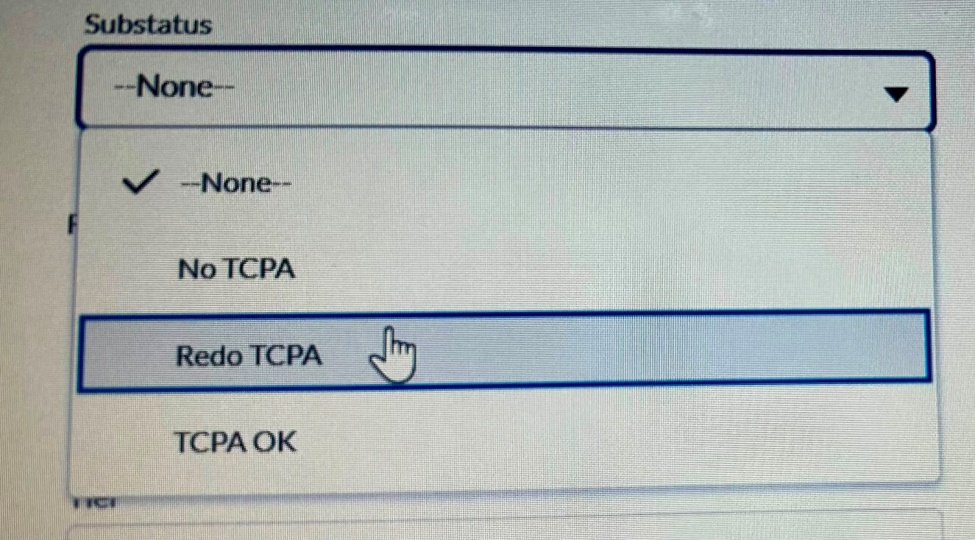 Substatus
--None--
--None--
No TCPA
Redo TCPA
TCPA OK